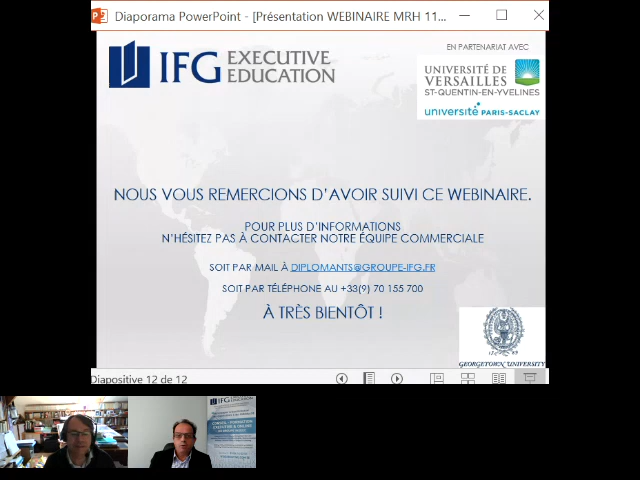 Diaporama PowerPoint - [Présentation WEBINAIRE MRH 11...
IFG EXECUTIVE EDUCATION
EN PARTENARIAT AVEC
UNIVERSITÉ DE
VERSAILLES
ST-QUENTIN-EN-YVELINES
université PARIS-SACLAY
NOUS VOUS REMERCIONS D'AVOIR SUIVI CE WEBINAIRE.
POUR PLUS D'INFORMATIONS
N'HÉSITEZ PAS À CONTACTER NOTRE ÉQUIPE COMMERCIALE
SOIT PAR MAIL À DIPLOMANTS@GROUPE-IFG.FR
SOIT PAR TÉLÉPHONE AU +33(9) 70 155 700
À TRÈS BIENTÔT !
GEORGETOWN UNIVERSITY
Diapositive 12 de 12
IFG